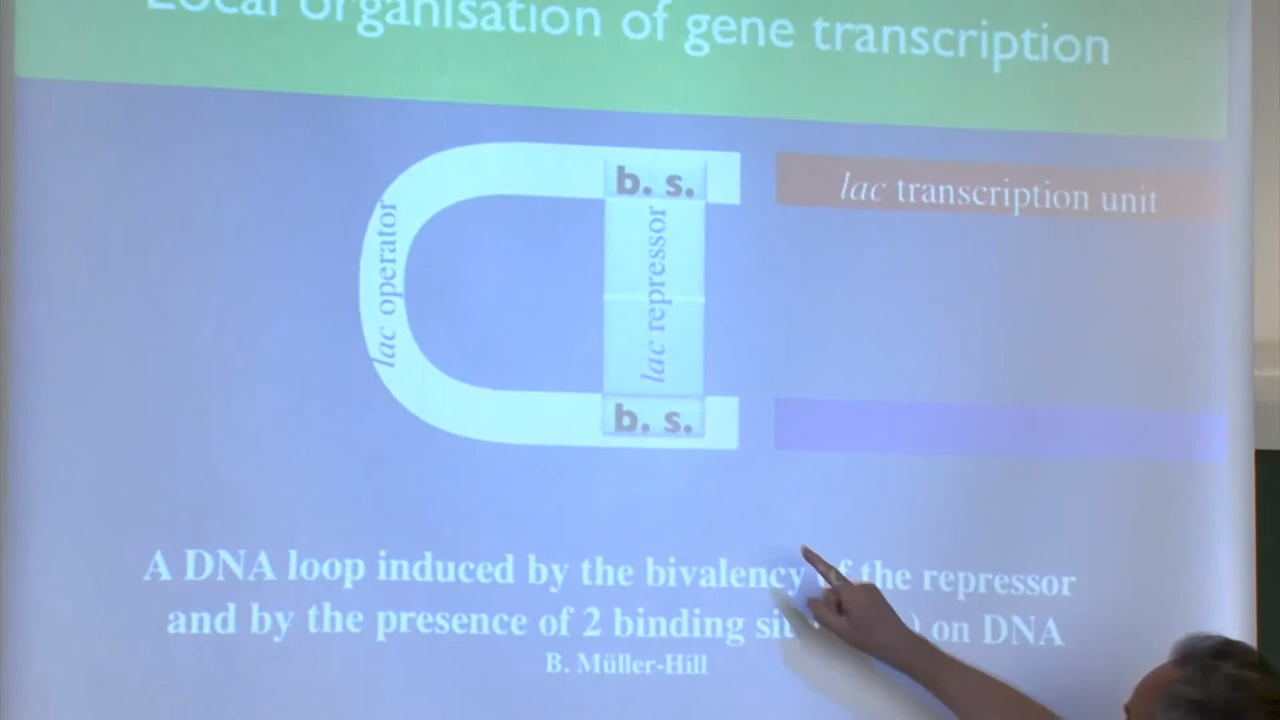 Local organisation of gene transcription
b. s.
lac transcription unit
lac operator
lac repressor
b. s.
A DNA loop induced by the bivalency of the repressor
and by the presence of 2 binding ) on DNA
B. Müller-Hill